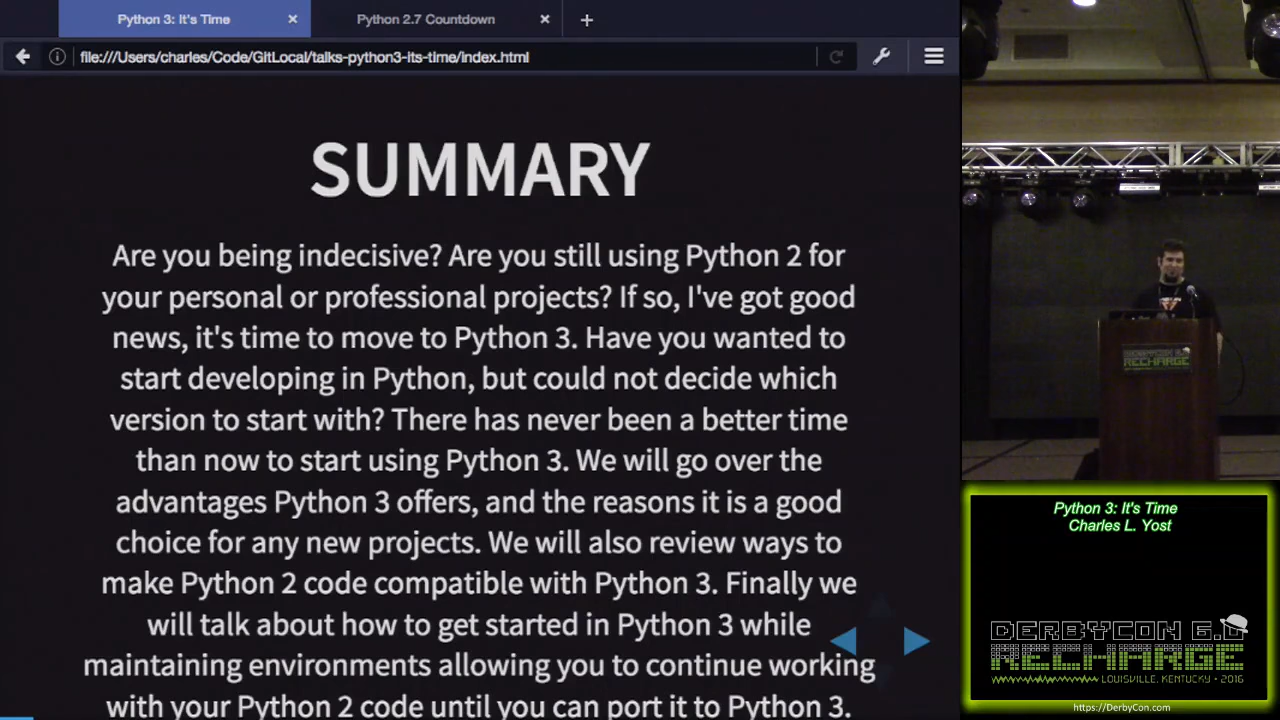 Python 3: It's Time
Python 2.7 Countdown
file:///Users/charles/Code/GitLocal/talks-python3-its-time/index.html
SUMMARY
Are you being indecisive? Are you still using Python 2 for
your personal or professional projects? If so, I've got good
news, it's time to move to Python 3. Have you wanted to
start developing in Python, but could not decide which
version to start with? There has never been a better time
than now to start using Python 3. We will go over the
advantages Python 3 offers, and the reasons it is a good
choice for any new projects. We will also review ways to
make Python 2 code compatible with Python 3. Finally we
will talk about how to get started in Python 3 while
maintaining environments allowing you to continue working
with your Python 2 code until you can port it to Python 3.
DERBYCON 6.0
RECHARGE
Python 3: It's Time
Charles L. Yost
DERBYCON 6.0
RECHARGE
LOUISVILLE, KENTUCKY • 2016
https://DerbyCon.com